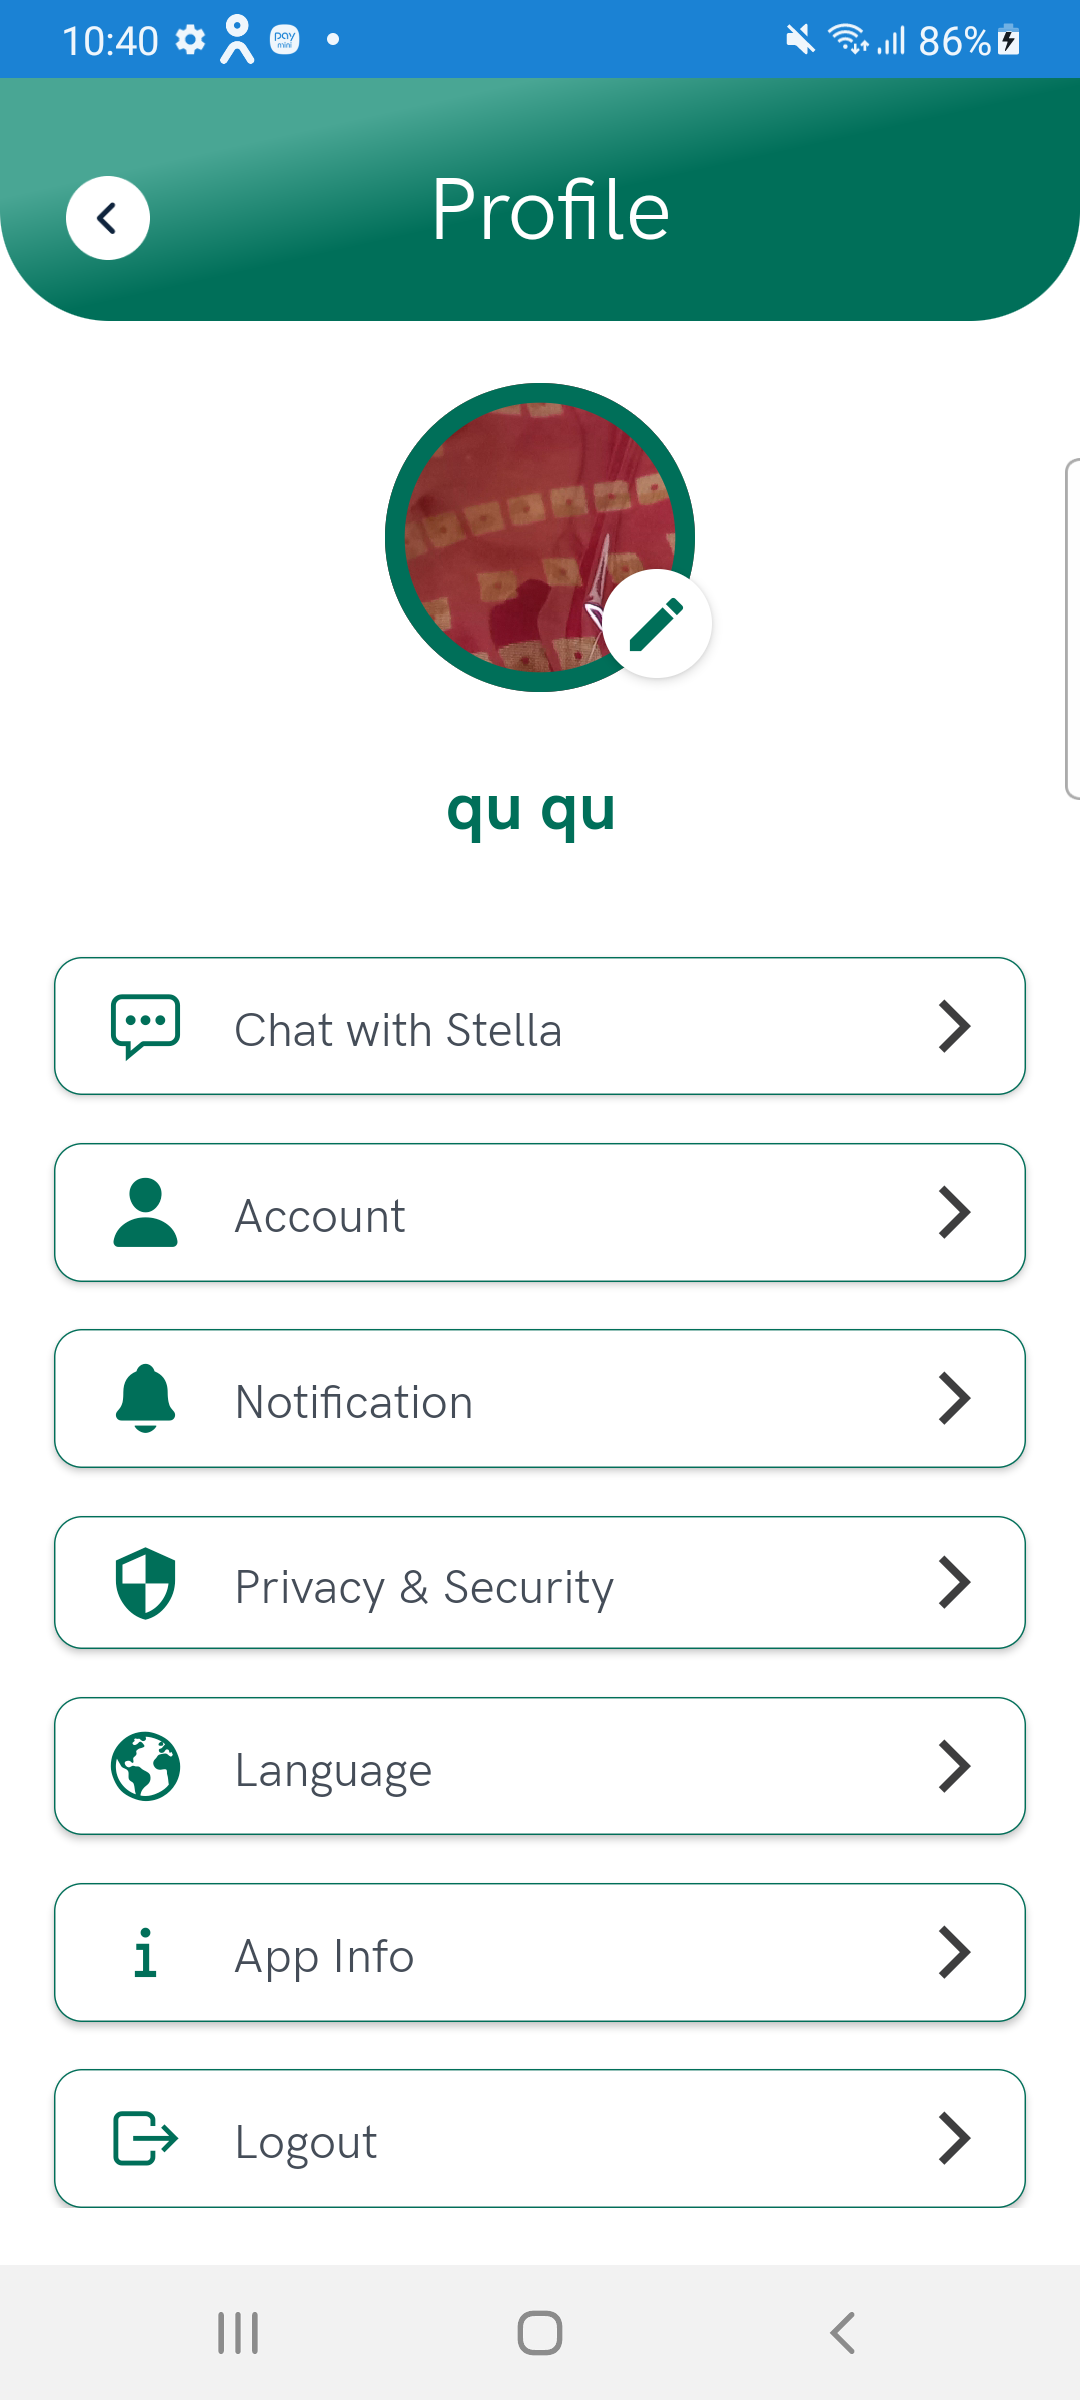 10:40 pay mini 86%
Profile
qu qu
Chat with Stella
Account
Notification
Privacy & Security
Language
App Info
Logout